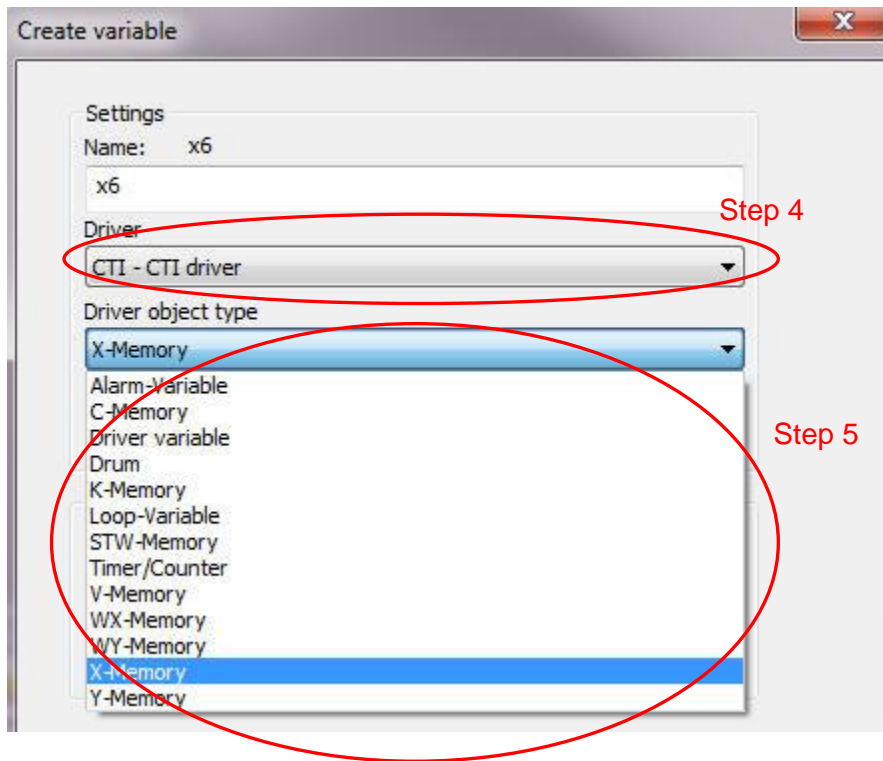 Create variable
Settings
Name: x6
x6
Step 4
Driver
CTI - CTI driver
Driver object type
X-Memory
Alarm-Variable
C-Memory
Driver variable
Step 5
Drum
K-Memory
Loop-Variable
STW-Memory
Timer/Counter
V-Memory
WX-Memory
WY-Memory
X-Memory
Y-Memory